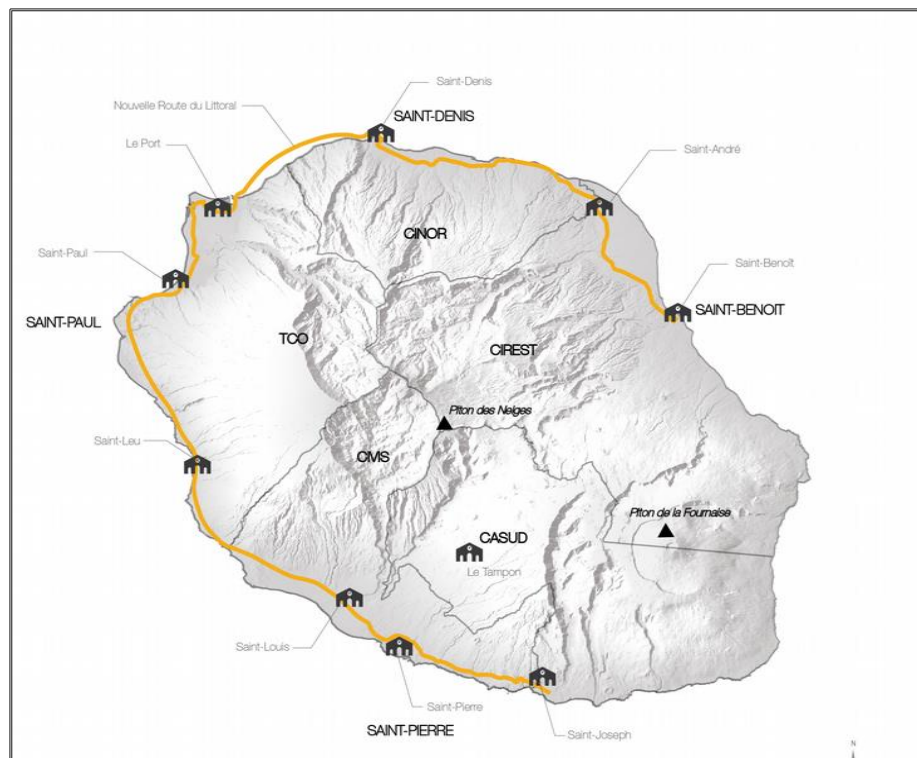 Saint-Denis
Nouvelle Route du Littoral
SAINT-DENIS
Le Port
Saint-André
CINOR
Saint-Paul
Saint-Benoît
SAINT-BENOIT
SAINT-PAUL
TCO
CIREST
Piton des Neiges
Saint-Leu
CIVIS
Piton de la Fournaise
CASUD
Le Tampon
Saint-Louis
Saint-Pierre
SAINT-PIERRE
Saint-Joseph
N